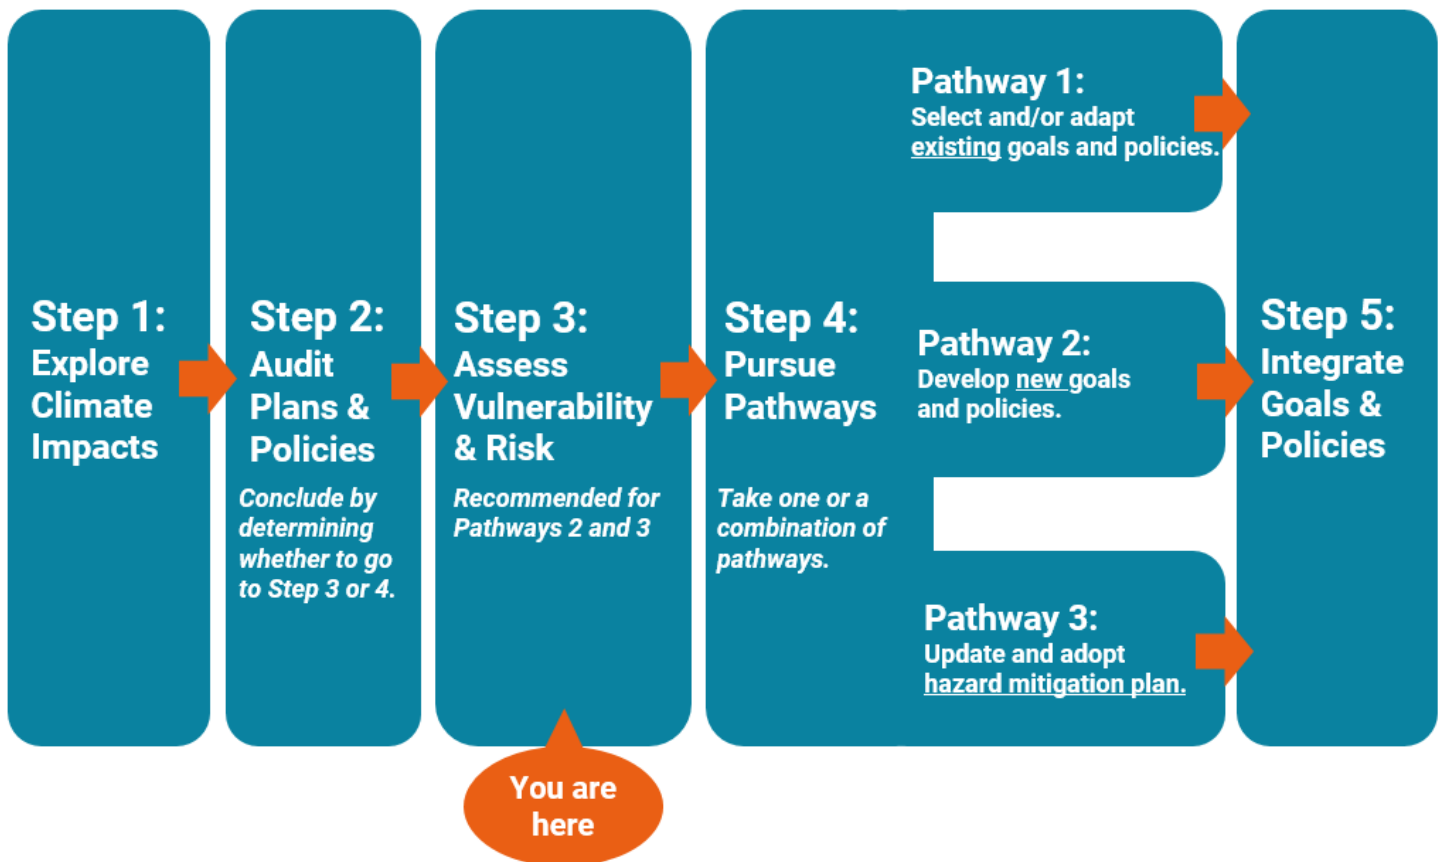 Step 1:
Explore
Climate
Impacts
Step 2:
Audit
Plans &
Policies
Conclude by
determining
whether to go
to Step 3 or 4.
Step 3:
Assess
Vulnerability
& Risk
Recommended for
Pathways 2 and 3
You are
here
Step 4:
Pursue
Pathways
Take one or a
combination of
pathways.
Pathway 1:
Select and/or adapt
existing goals and policies.
Pathway 2:
Develop new goals
and policies.
Pathway 3:
Update and adopt
hazard mitigation plan.
Step 5:
Integrate
Goals &
Policies